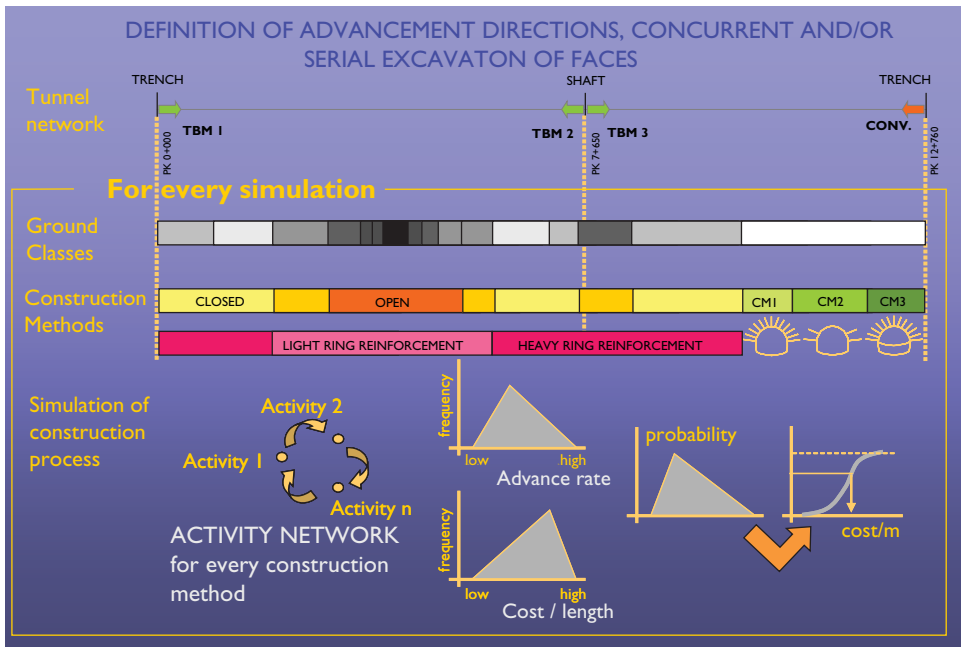 DEFINITION OF ADVANCEMENT DIRECTIONS, CONCURRENT AND/OR
SERIAL EXCAVATON OF FACES
TRENCH
SHAFT
TRENCH
Tunnel
network
TBM 1
TBM 2
TBM 3
CONV.
PK 0+000
PK 7+650
PK 12+760
For every simulation
Ground
Classes
Construction
Methods
CLOSED
OPEN
CM1
CM2
CM3
LIGHT RING REINFORCEMENT
HEAVY RING REINFORCEMENT
Simulation of
construction
process
Activity 2
Activity 1
Activity n
ACTIVITY NETWORK
for every construction
method
frequency
low
high
Advance rate
frequency
low
high
Cost / length
probability
cost/m